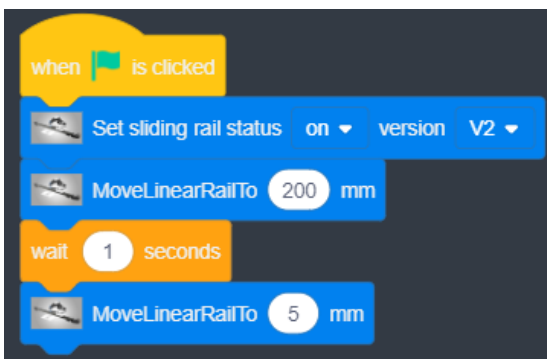 when is clicked
Set sliding rail status on version V2
MoveLinearRailTo 200 mm
wait 1 seconds
MoveLinearRailTo 5 mm